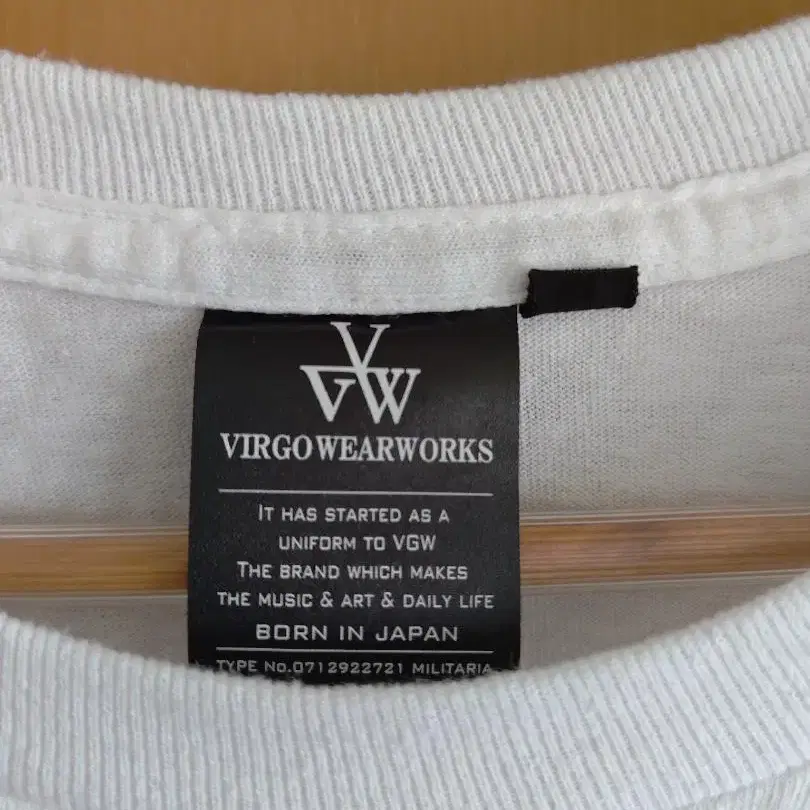 V
GW
VIRGOWEARWORKS
IT HAS STARTED AS A
UNIFORM TO VGW
THE BRAND WHICH MAKES
THE MUSIC & ART & DAILY LIFE
BORN IN JAPAN
TYPE No.0712922721 MILITARIA